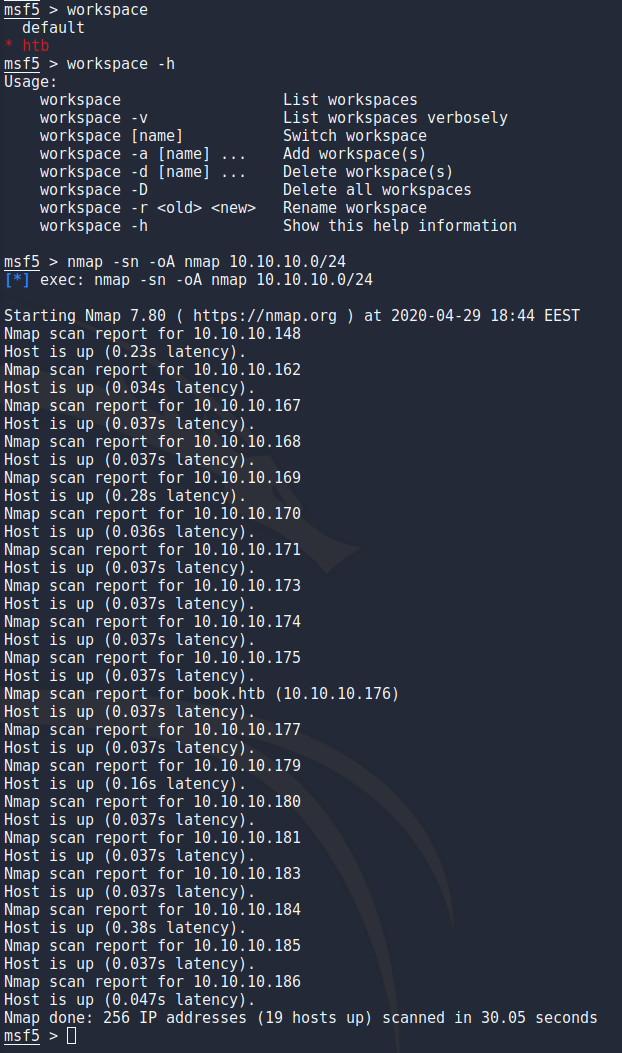 msf5 > workspace
  default
* htb
msf5 > workspace -h
Usage:
    workspace                  List workspaces
    workspace -v               List workspaces verbosely
    workspace [name]           Switch workspace
    workspace -a [name] ...    Add workspace(s)
    workspace -d [name] ...    Delete workspace(s)
    workspace -D               Delete all workspaces
    workspace -r <old> <new>   Rename workspace
    workspace -h               Show this help information

msf5 > nmap -sn -oA nmap 10.10.10.0/24
[*] exec: nmap -sn -oA nmap 10.10.10.0/24

Starting Nmap 7.80 ( https://nmap.org ) at 2020-04-29 18:44 EEST
Nmap scan report for 10.10.10.148
Host is up (0.23s latency).
Nmap scan report for 10.10.10.162
Host is up (0.034s latency).
Nmap scan report for 10.10.10.167
Host is up (0.037s latency).
Nmap scan report for 10.10.10.168
Host is up (0.037s latency).
Nmap scan report for 10.10.10.169
Host is up (0.28s latency).
Nmap scan report for 10.10.10.170
Host is up (0.036s latency).
Nmap scan report for 10.10.10.171
Host is up (0.037s latency).
Nmap scan report for 10.10.10.173
Host is up (0.037s latency).
Nmap scan report for 10.10.10.174
Host is up (0.037s latency).
Nmap scan report for 10.10.10.175
Host is up (0.037s latency).
Nmap scan report for book.htb (10.10.10.176)
Host is up (0.037s latency).
Nmap scan report for 10.10.10.177
Host is up (0.037s latency).
Nmap scan report for 10.10.10.179
Host is up (0.16s latency).
Nmap scan report for 10.10.10.180
Host is up (0.037s latency).
Nmap scan report for 10.10.10.181
Host is up (0.037s latency).
Nmap scan report for 10.10.10.183
Host is up (0.037s latency).
Nmap scan report for 10.10.10.184
Host is up (0.38s latency).
Nmap scan report for 10.10.10.185
Host is up (0.037s latency).
Nmap scan report for 10.10.10.186
Host is up (0.047s latency).
Nmap done: 256 IP addresses (19 hosts up) scanned in 30.05 seconds
msf5 >